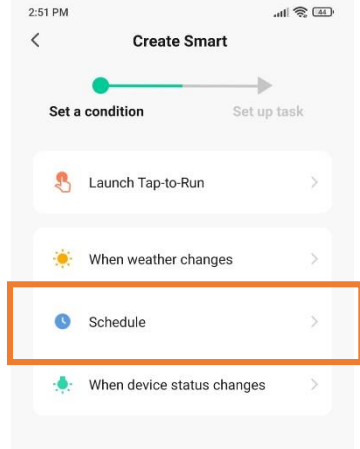 2:51 PM 44
Create Smart
Set a condition Set up task
Launch Tap-to-Run
When weather changes
Schedule
When device status changes